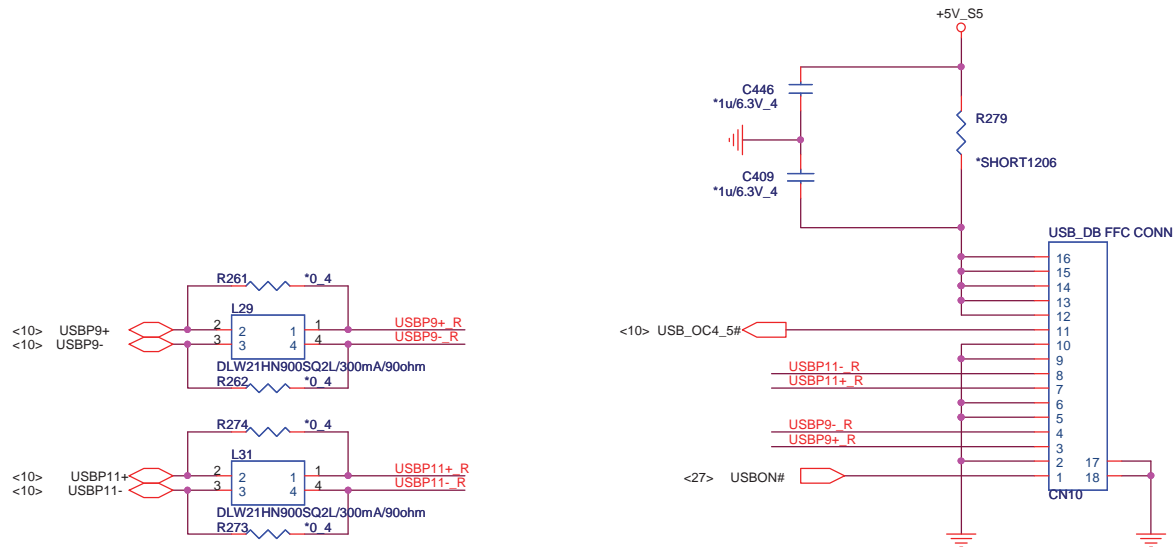 +5V_S5
C446
*1u/6.3V_4
R279
*SHORT1206
C409
*1u/6.3V_4
USB_DB FFC CONN
16
15
14
13
12
<10> USB_OC4_5# 11
10
9
USBP11-_R 8
USBP11+_R 7
6
5
USBP9-_R 4
USBP9+_R 3
2 17
<27> USBON# 1 18
CN10
R261 *0_4
L29
<10> USBP9+ 2 2 1 1 USBP9+_R
<10> USBP9- 3 3 4 4 USBP9-_R
DLW21HN900SQ2L/300mA/90ohm
R262 *0_4
R274 *0_4
L31
<10> USBP11+ 2 2 1 1 USBP11+_R
<10> USBP11- 3 3 4 4 USBP11-_R
DLW21HN900SQ2L/300mA/90ohm
R273 *0_4